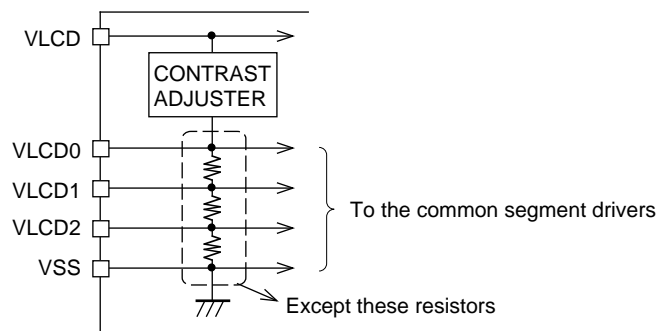 VLCD
CONTRAST
ADJUSTER
VLCD0
VLCD1
VLCD2
VSS
To the common segment drivers
Except these resistors